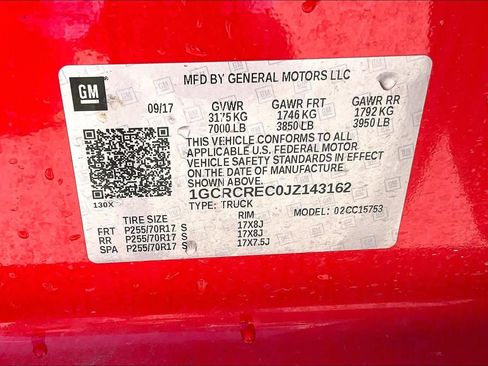 MFD BY GENERAL MOTORS LLC
GM
09/17 GVWR GAWR FRT GAWR RR
3175 KG 1746 KG 1792 KG
7000 LB 3850 LB 3950 LB
THIS VEHICLE CONFORMS TO ALL
APPLICABLE U.S. FEDERAL MOTOR
VEHICLE SAFETY STANDARDS IN EFFECT
ON THE DATE OF MANUFACTURE
SHOWN ABOVE.
1GCRCREC0JZ143162
130X
TYPE: TRUCK MODEL: 02CC15753
TIRE SIZE RIM
FRT P255/70R17 S 17X8J
RR P255/70R17 S 17X8J
SPA P255/70R17 S 17X7.5J